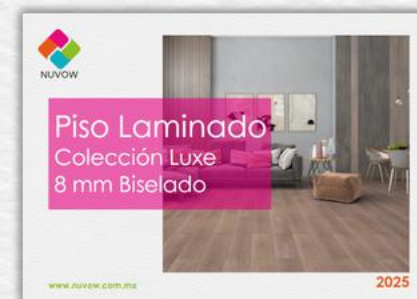 NUVOW
Piso Laminado
Colección Luxe
8 mm Biselado
www.nuvow.com.mx
2025